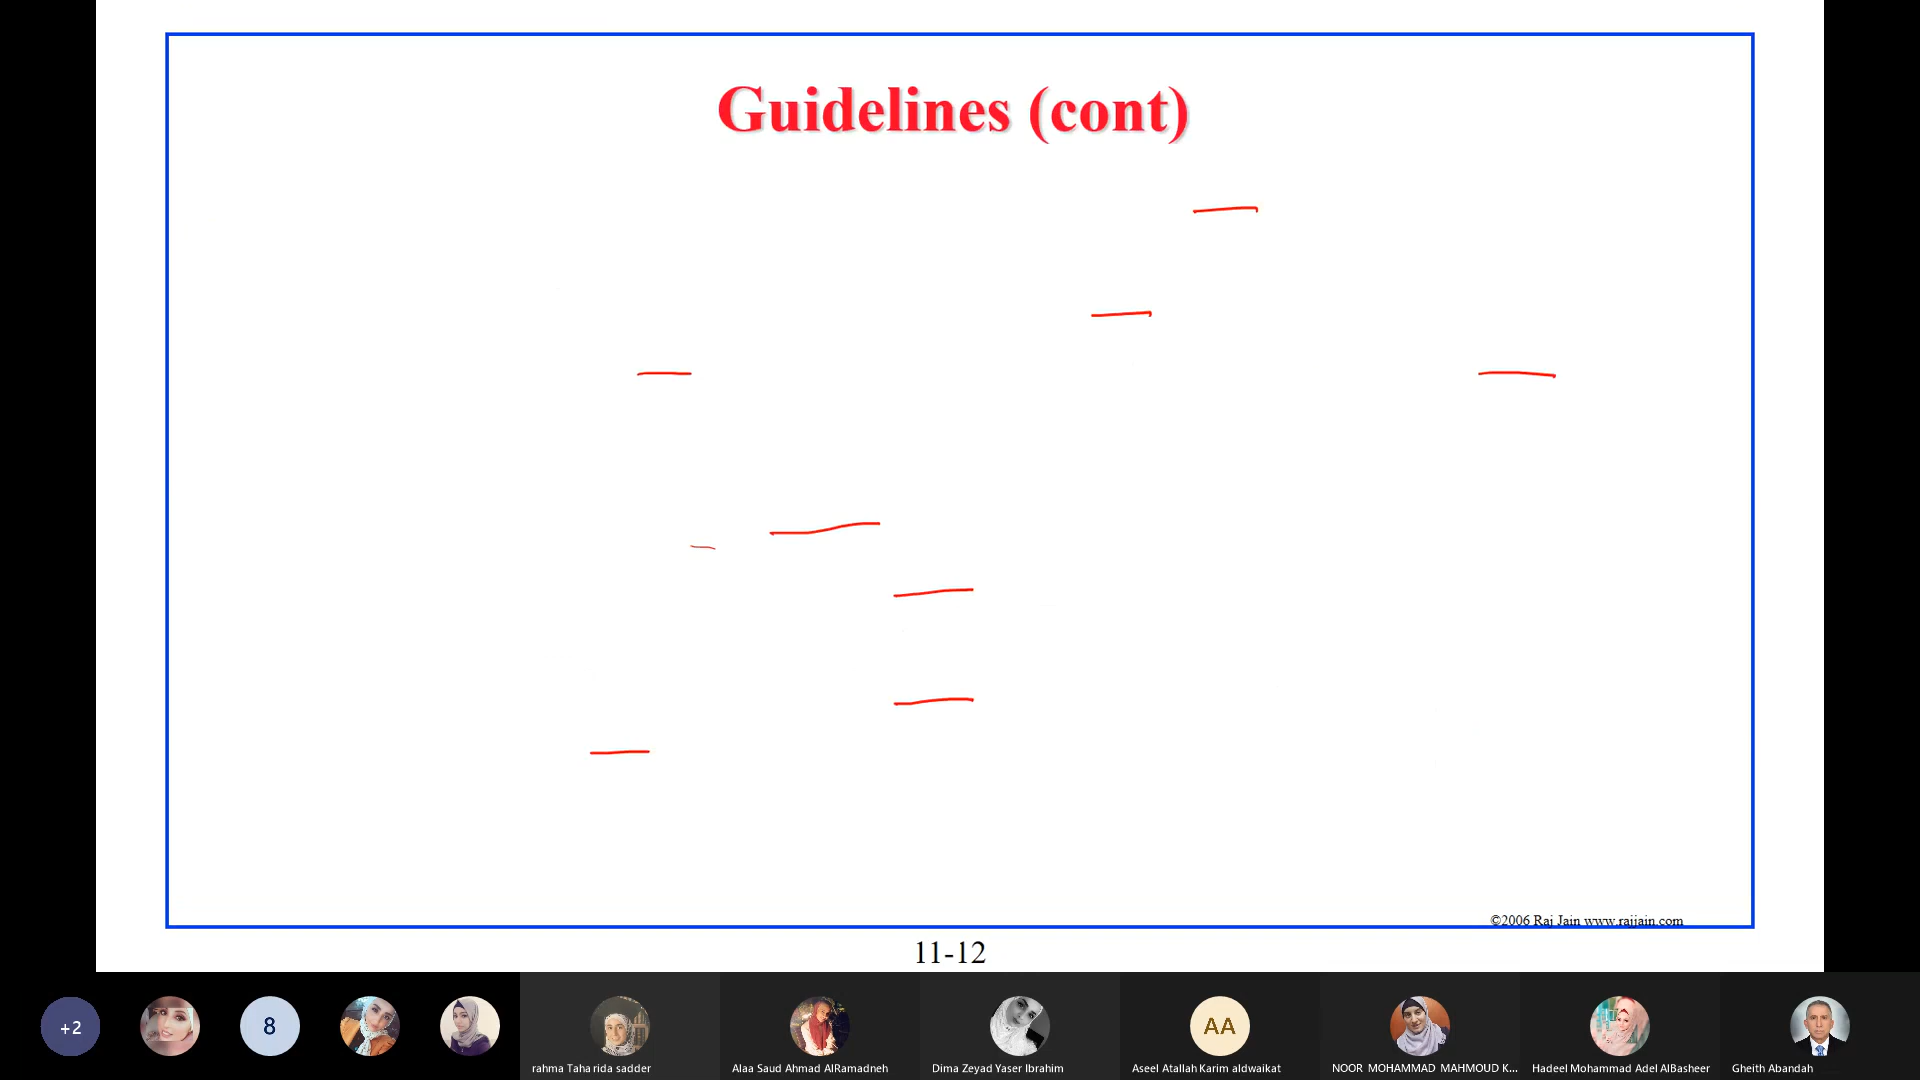 Guidelines (cont)
©2006 Raj Jain www.rajjain.com
11-12
+2
8
AA
rahma Taha rida sadder
Alaa Saud Ahmad AlRamadneh
Dima Zeyad Yaser Ibrahim
Aseel Atallah Karim aldwaikat
NOOR MOHAMMAD MAHMOUD K...
Hadeel Mohammad Adel AlBasheer
Gheith Abandah